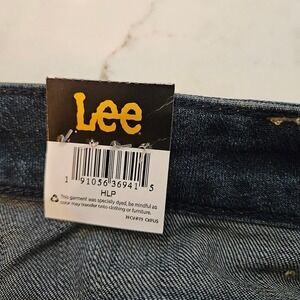 Lee
1 91056 36941 5
HLP
This garment was specially dyed, be mindful as
color may transfer onto clothing or furniture.